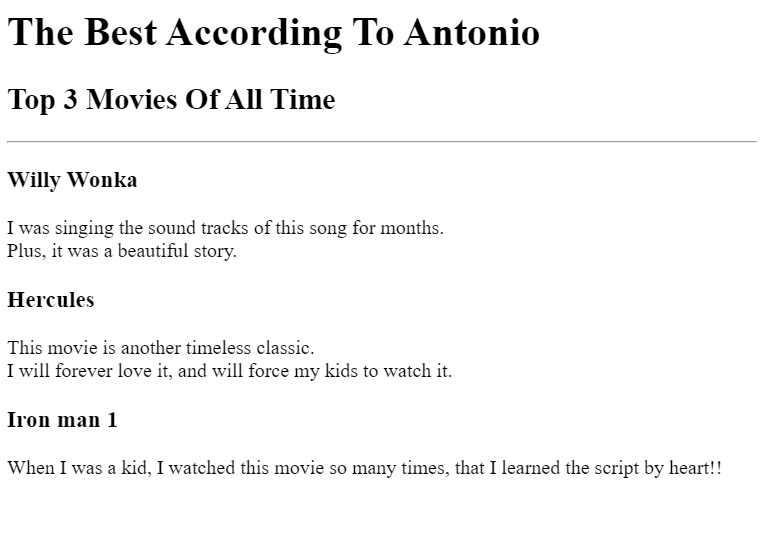 The Best According To Antonio
Top 3 Movies Of All Time
Willy Wonka
I was singing the sound tracks of this song for months.
Plus, it was a beautiful story.
Hercules
This movie is another timeless classic.
I will forever love it, and will force my kids to watch it.
Iron man 1
When I was a kid, I watched this movie so many times, that I learned the script by heart!!